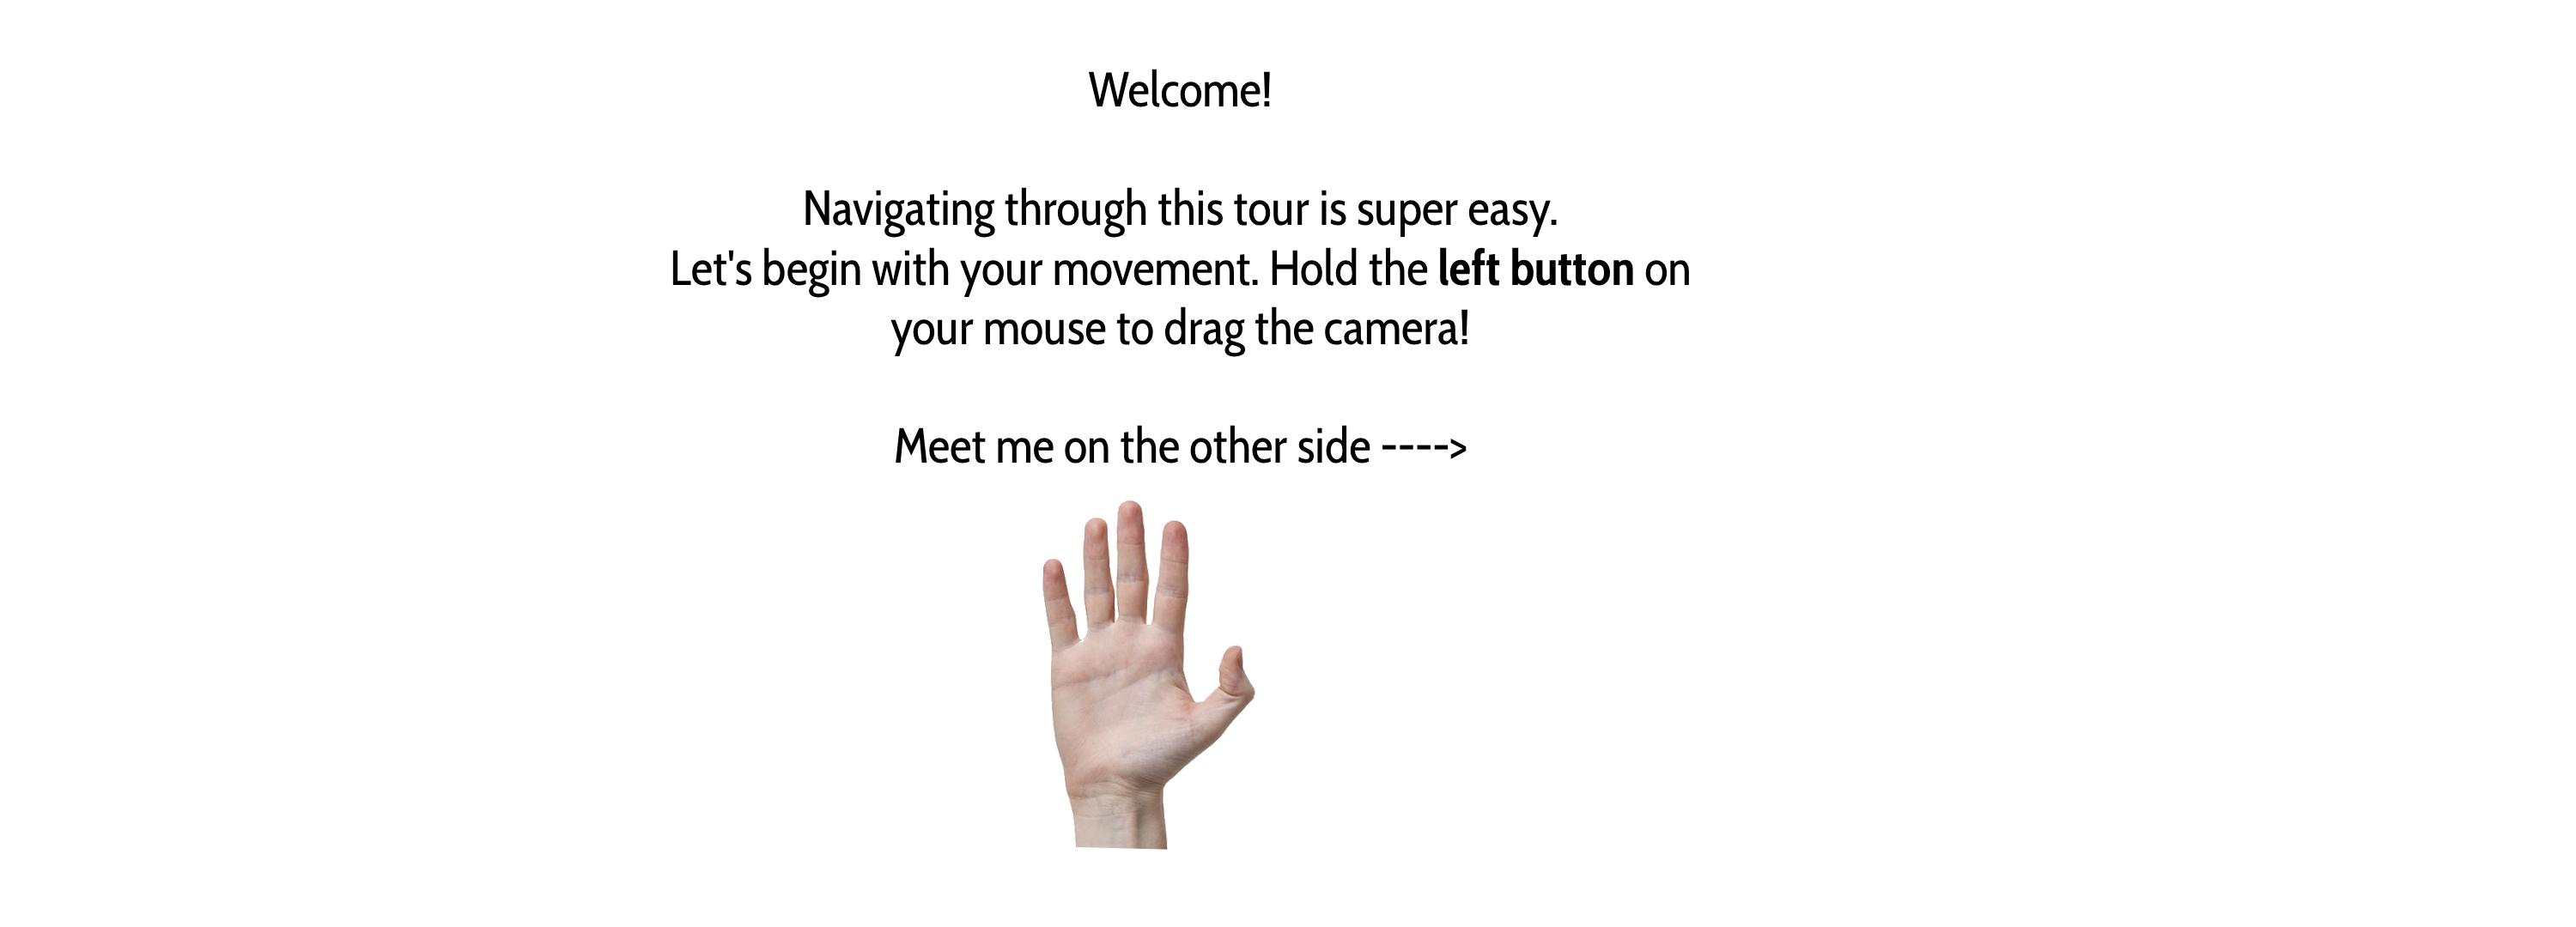 Welcome!
Navigating through this tour is super easy.
Let's begin with your movement. Hold the left button on
your mouse to drag the camera!
Meet me on the other side ---->